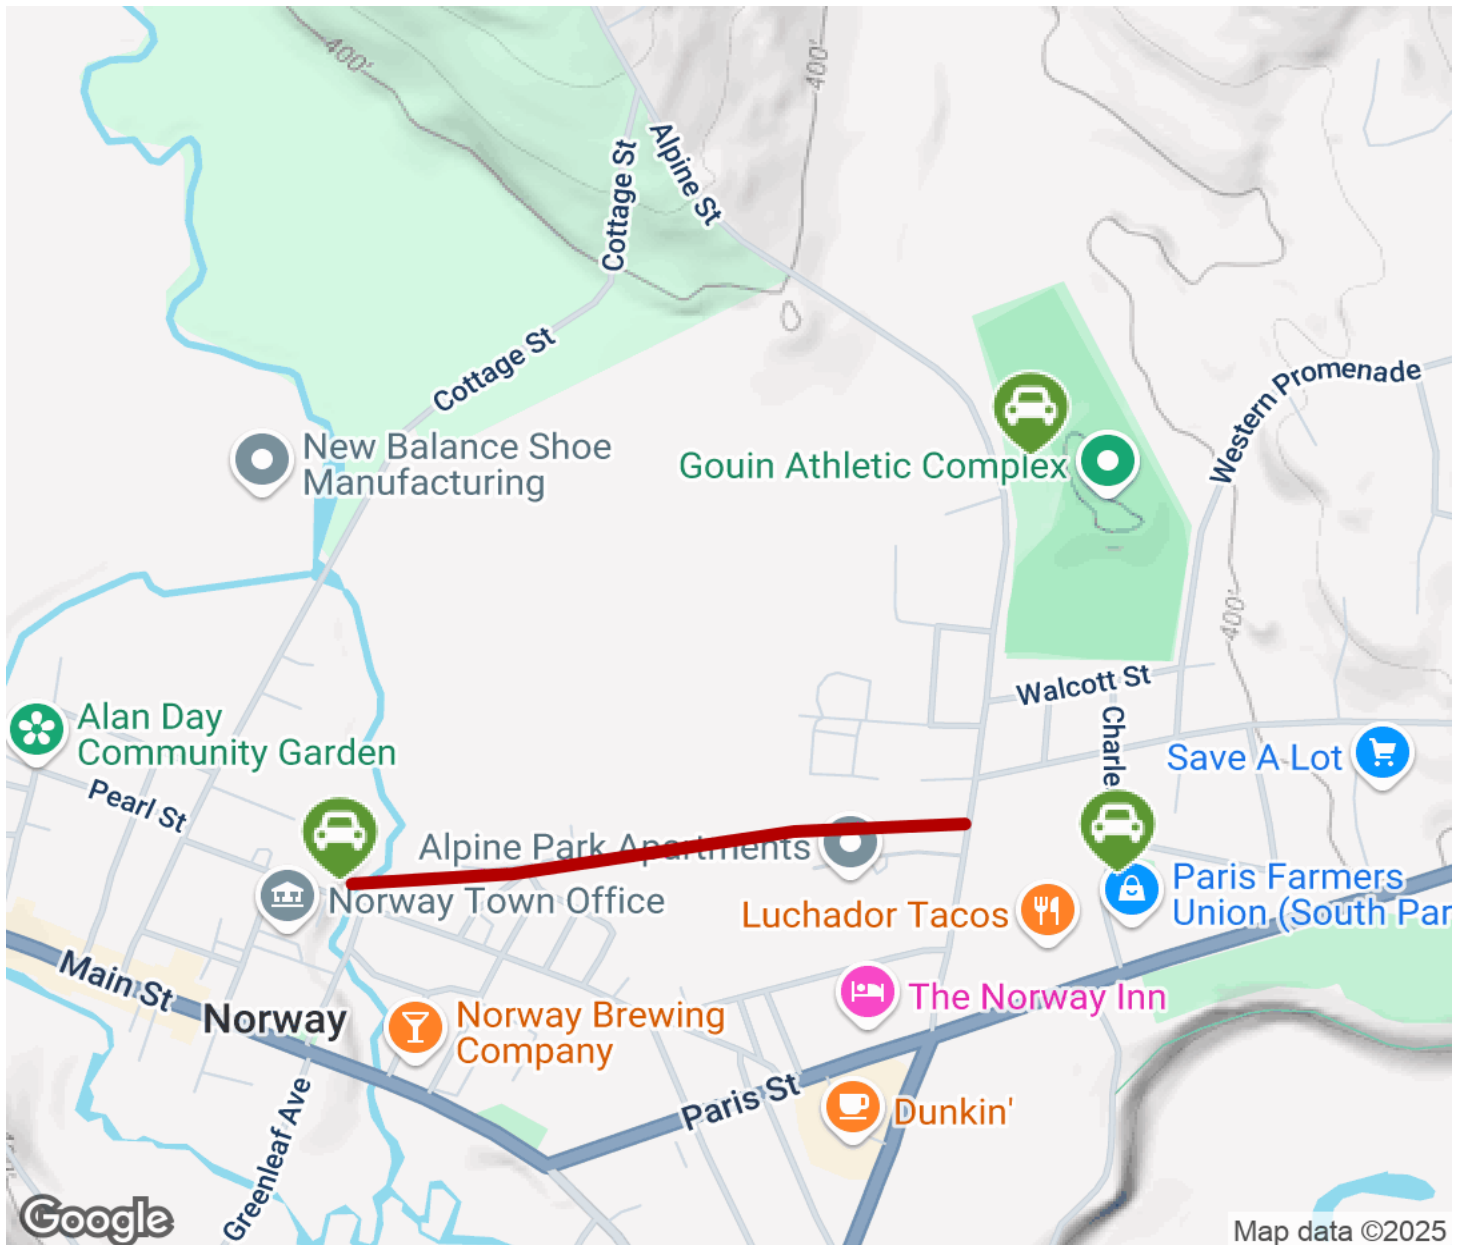 400'
400'
Alpine St
Cottage St
Western Promenade
Cottage St
New Balance Shoe
Manufacturing
Gouin Athletic Complex
400'
Walcott St
Alan Day
Community Garden
Charle
Save A Lot
Pearl St
Alpine Park Apartments
Norway Town Office
Paris Farmers
Union (South Par
Luchador Tacos
Main St
Norway
The Norway Inn
Norway Brewing
Company
Paris St
Dunkin'
Greenleaf Ave
Google
Map data ©2025